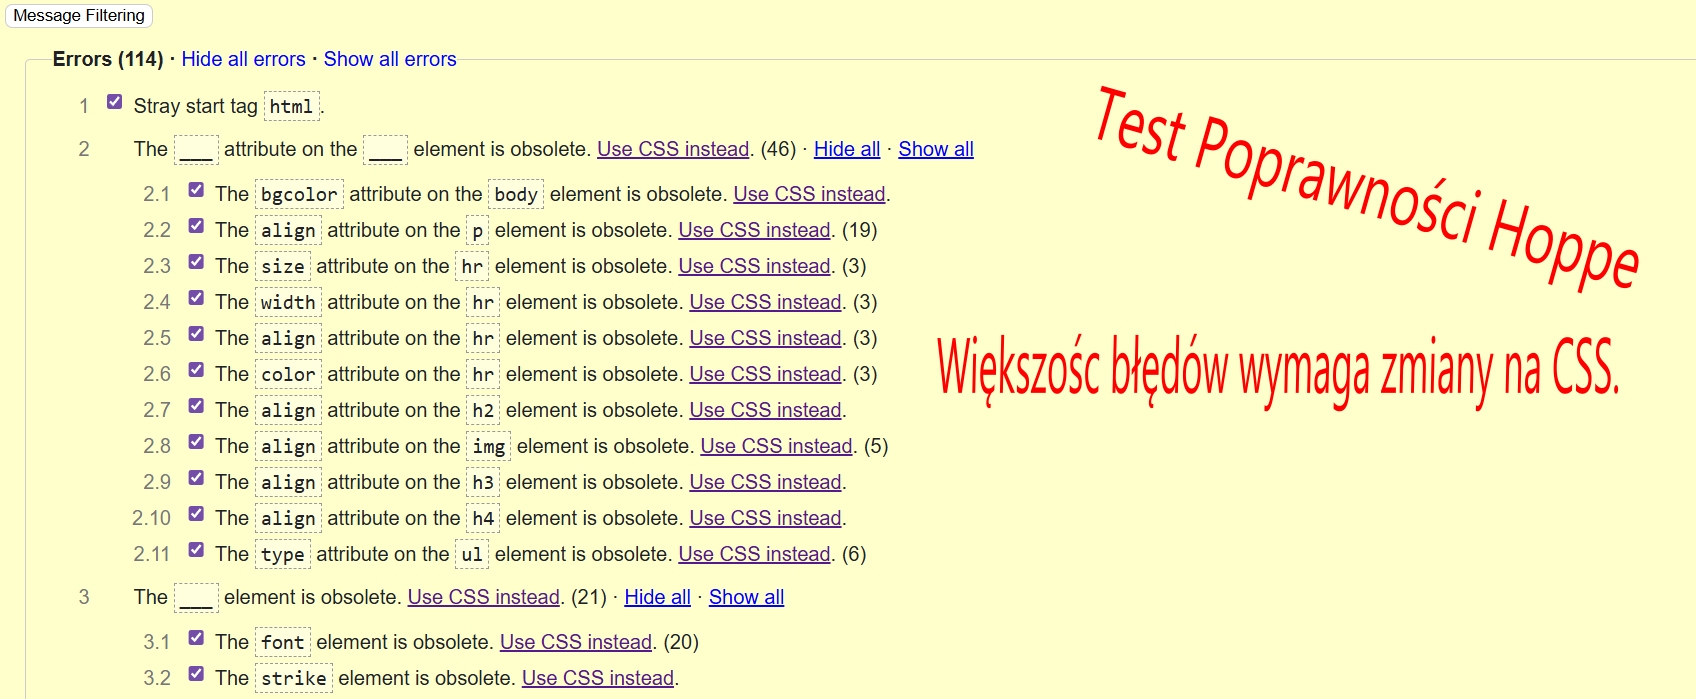 Message Filtering
Errors (114) · Hide all errors · Show all errors
1 Stray start tag html.
2 The ___ attribute on the ___ element is obsolete. Use CSS instead. (46) · Hide all · Show all
2.1 The bgcolor attribute on the body element is obsolete. Use CSS instead.
2.2 The align attribute on the p element is obsolete. Use CSS instead. (19)
2.3 The size attribute on the hr element is obsolete. Use CSS instead. (3)
2.4 The width attribute on the hr element is obsolete. Use CSS instead. (3)
2.5 The align attribute on the hr element is obsolete. Use CSS instead. (3)
2.6 The color attribute on the hr element is obsolete. Use CSS instead. (3)
2.7 The align attribute on the h2 element is obsolete. Use CSS instead.
2.8 The align attribute on the img element is obsolete. Use CSS instead. (5)
2.9 The align attribute on the h3 element is obsolete. Use CSS instead.
2.10 The align attribute on the h4 element is obsolete. Use CSS instead.
2.11 The type attribute on the ul element is obsolete. Use CSS instead. (6)
3 The ___ element is obsolete. Use CSS instead. (21) · Hide all · Show all
3.1 The font element is obsolete. Use CSS instead. (20)
3.2 The strike element is obsolete. Use CSS instead.
Test Poprawności Hoppe
Większośc błędów wymaga zmiany na CSS.